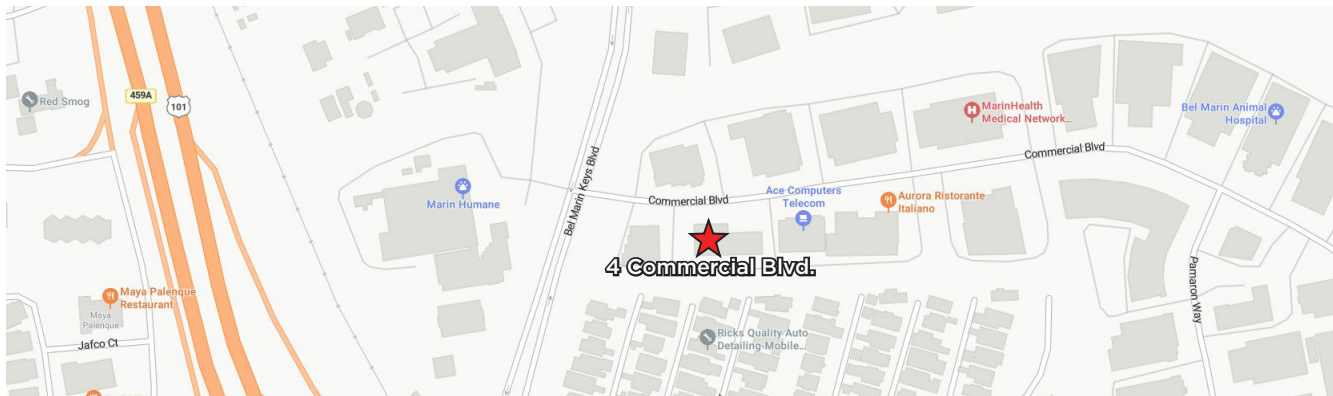 Red Smog
459A
101
Marin Humane
Bel Marin Keys Blvd
MarinHealth
Medical Network...
Bel Marin Animal
Hospital
Commercial Blvd
Commercial Blvd
Ace Computers
Telecom
Aurora Ristorante
Italiano
4 Commercial Blvd.
Maya Palenque
Restaurant
Maya
Palenque
Jafco Ct
Ricks Quality Auto
Detailing-Mobile...
Pamaron Way